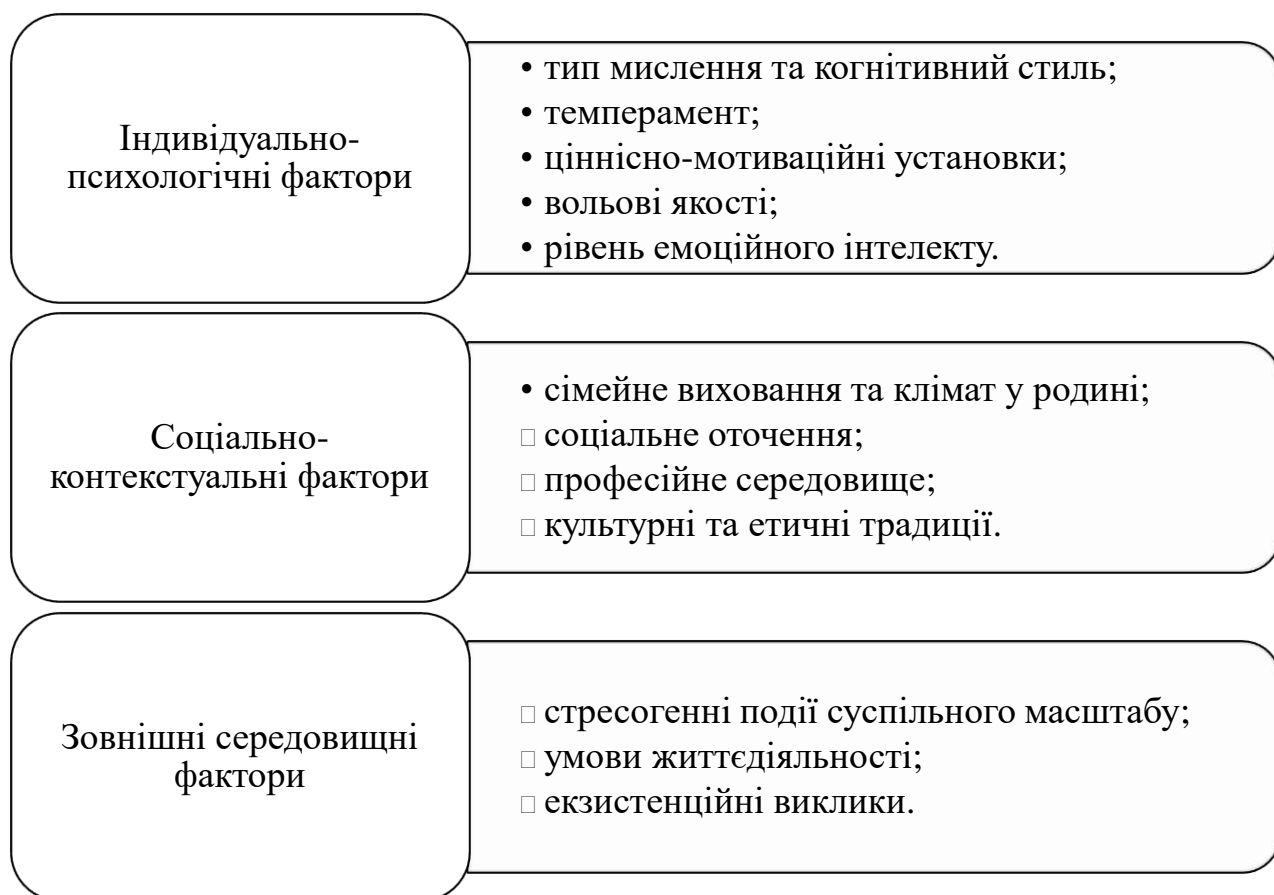 Індивідуально-
психологічні фактори
• тип мислення та когнітивний стиль;
• темперамент;
• ціннісно-мотиваційні установки;
• вольові якості;
• рівень емоційного інтелекту.
Соціально-
контекстуальні фактори
• сімейне виховання та клімат у родині;
□ соціальне оточення;
□ професійне середовище;
□ культурні та етичні традиції.
Зовнішні середовищні
фактори
□ стресогенні події суспільного масштабу;
□ умови життєдіяльності;
□ екзистенційні виклики.